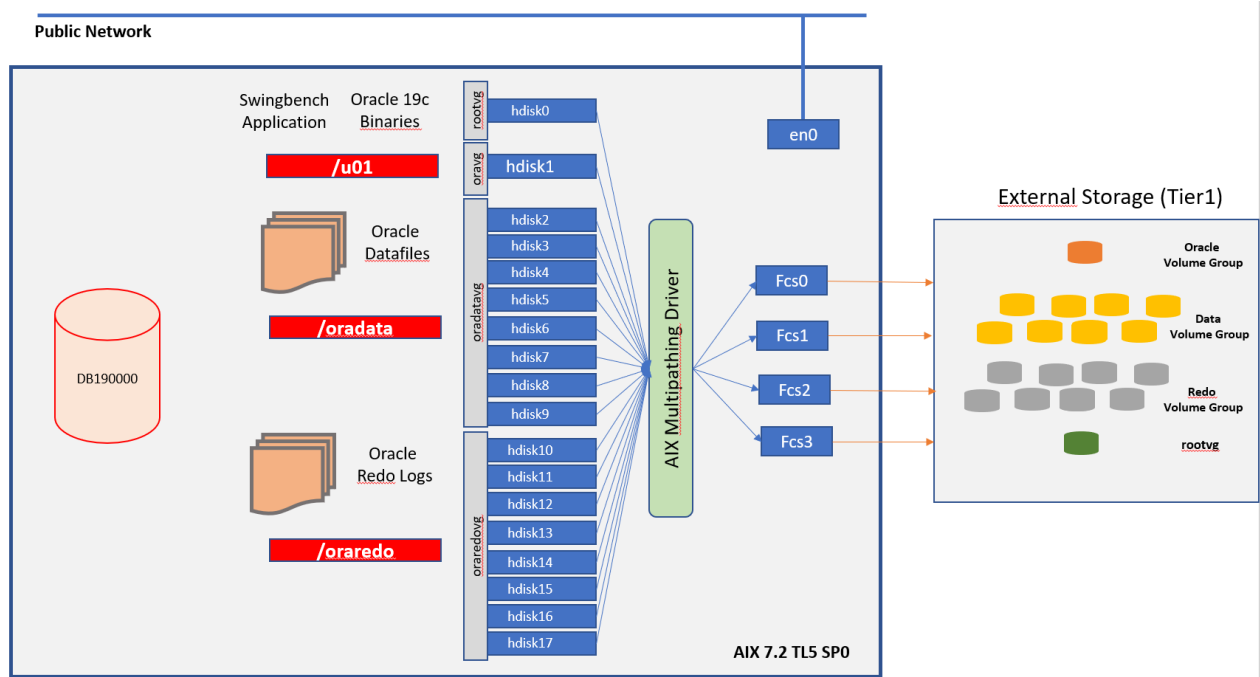 Public Network
Swingbench
Application
Oracle 19c
Binaries
/u01
Oracle
Datafiles
/oradata
DB190000
Oracle
Redo Logs
/oraredo
rootvg
hdisk0
oravg
hdisk1
oradatavg
hdisk2
hdisk3
hdisk4
hdisk5
hdisk6
hdisk7
hdisk8
hdisk9
oraredovg
hdisk10
hdisk11
hdisk12
hdisk13
hdisk14
hdisk15
hdisk16
hdisk17
AIX Multipathing Driver
en0
Fcs0
Fcs1
Fcs2
Fcs3
AIX 7.2 TL5 SP0
External Storage (Tier1)
Oracle
Volume Group
Data
Volume Group
Redo
Volume Group
rootvg